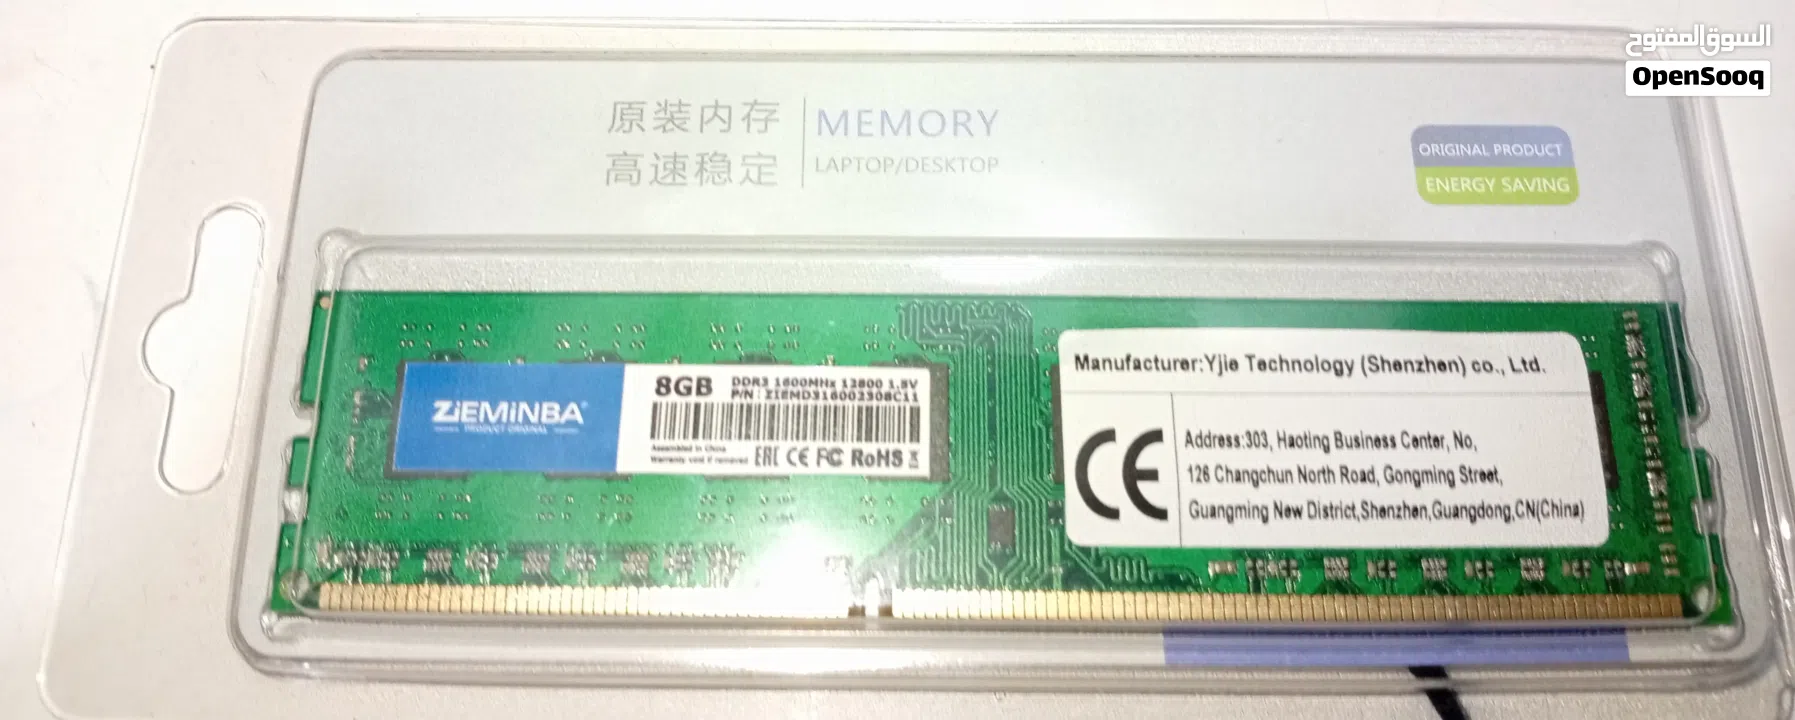 السوق المفتوح
OpenSooq
原装内存
高速稳定
MEMORY
LAPTOP/DESKTOP
ORIGINAL PRODUCT
ENERGY SAVING
ZiEMiNBA
PRODUCT ORIGINAL
8GB
DDR3 1600MHz 12800 1.5V
P/N : ZIEMD316002308C11
Assembled in China
Warranty void if removed
EAC CE FC RoHS
Manufacturer:Yjie Technology (Shenzhen) co., Ltd.
CE
Address:303, Haoting Business Center, No,
126 Changchun North Road, Gongming Street,
Guangming New District,Shenzhen,Guangdong,CN(China)